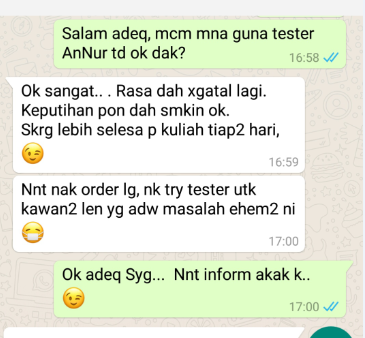 Salam adeq, mcm mna guna tester
AnNur td ok dak?
16:58
Ok sangat.. . Rasa dah xgatal lagi.
Keputihan pon dah smkin ok.
Skrg lebih selesa p kuliah tiap2 hari,
😉
16:59
Nnt nak order lg, nk try tester utk
kawan2 len yg adw masalah ehem2 ni
😷
17:00
Ok adeq Syg... Nnt inform akak k..
😉
17:00